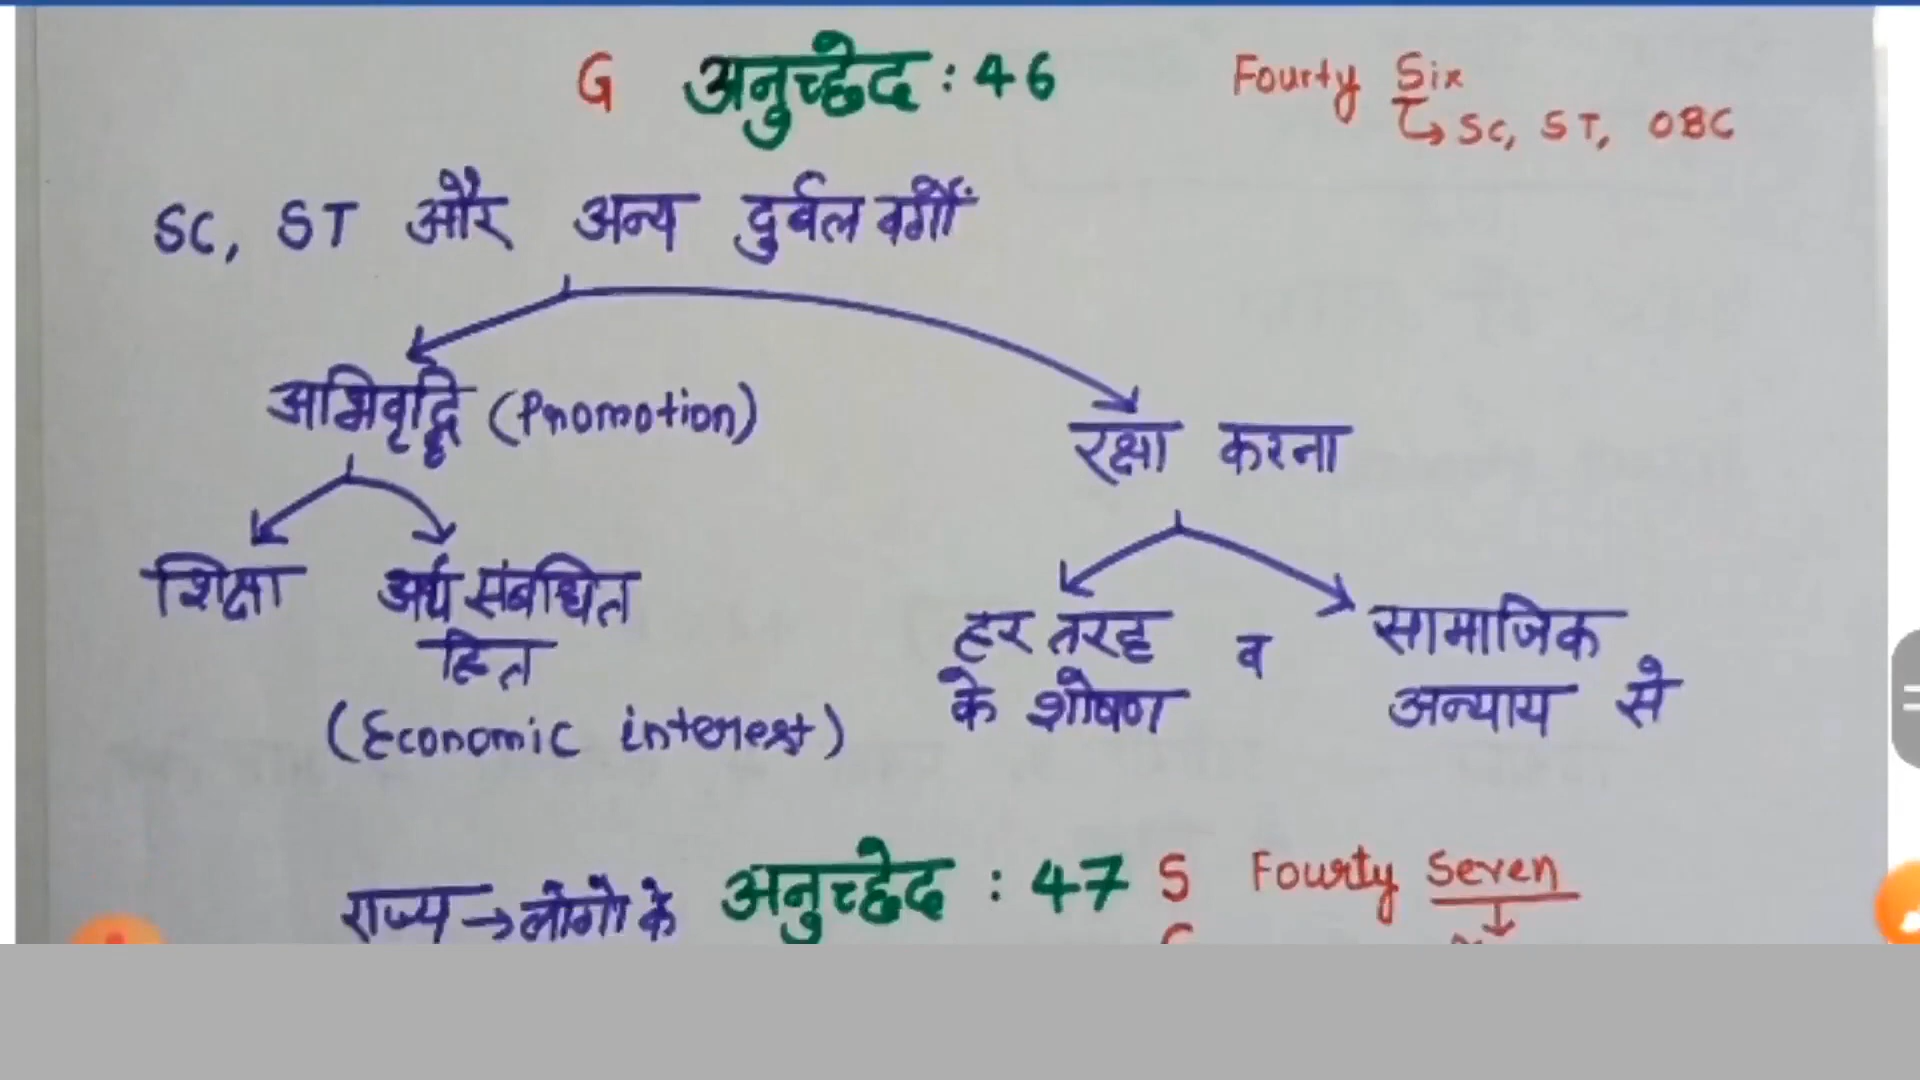 G अनुच्छेद : 46 Fourty Six
→ SC, ST, OBC
SC, ST और अन्य दुर्बल वर्गों
अभिवृद्धि (Promotion)
रक्षा करना
शिक्षा अर्थ संबंधित
हित
(Economic interest)
हर तरह व सामाजिक
के शोषण अन्याय से
अनुच्छेद : 47 S Fourty Seven
राज्य → लोगो के